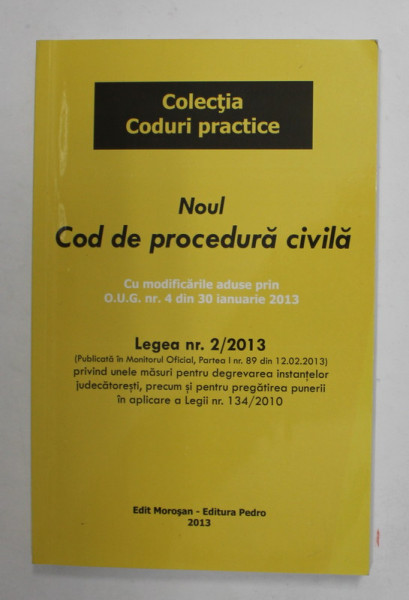 Colecţia
Coduri practice
Noul
Cod de procedură civilă
Cu modificările aduse prin
O.U.G. nr. 4 din 30 ianuarie 2013
Legea nr. 2/2013
(Publicată în Monitorul Oficial, Partea I nr. 89 din 12.02.2013)
privind unele măsuri pentru degrevarea instanțelor
judecătorești, precum și pentru pregătirea punerii
în aplicare a Legii nr. 134/2010
Edit Moroşan - Editura Pedro
2013